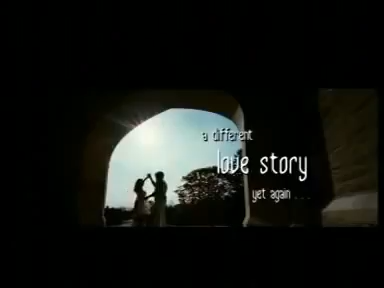 a different
love story
yet again . . .